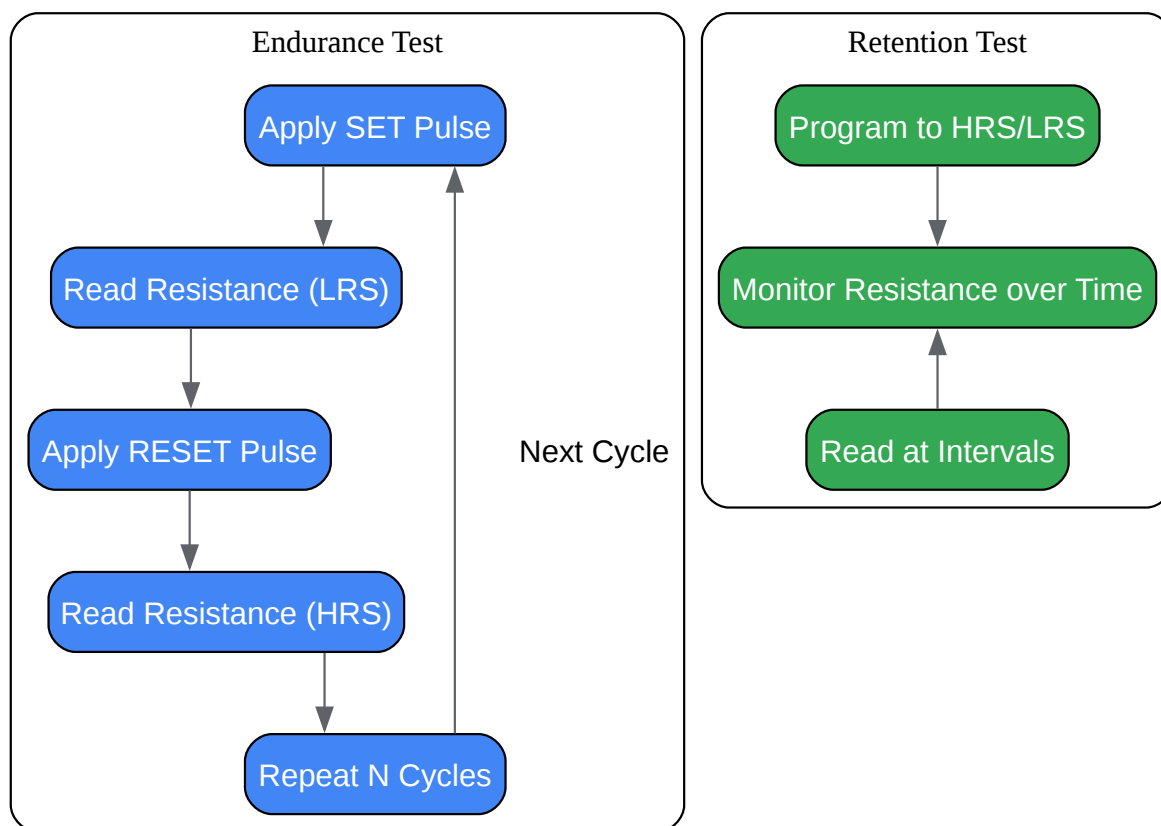 Endurance Test
Apply SET Pulse
Read Resistance (LRS)
Apply RESET Pulse
Next Cycle
Read Resistance (HRS)
Repeat N Cycles
Retention Test
Program to HRS/LRS
Monitor Resistance over Time
Read at Intervals